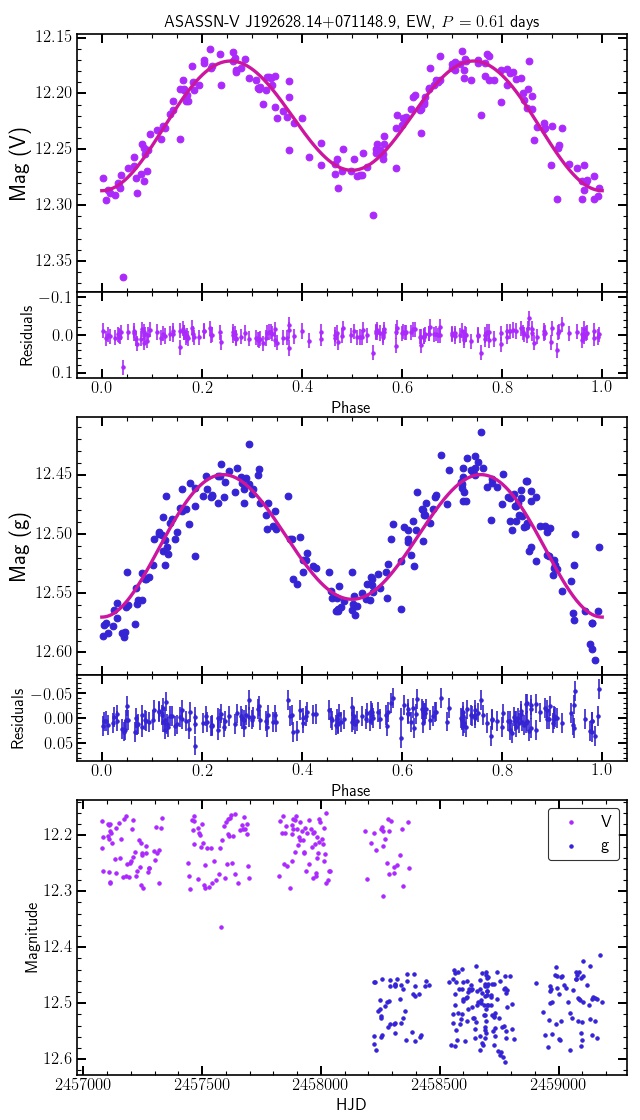 ASASSN-V J192628.14+071148.9, EW, P = 0.61 days
12.15
12.20
12.25
12.30
12.35
Mag (V)
−0.1
0.0
0.1
Residuals
0.0 0.2 0.4 0.6 0.8 1.0
Phase
12.45
12.50
12.55
12.60
Mag (g)
−0.05
0.00
0.05
Residuals
0.0 0.2 0.4 0.6 0.8 1.0
Phase
V
g
12.2
12.3
12.4
12.5
12.6
Magnitude
2457000 2457500 2458000 2458500 2459000
HJD